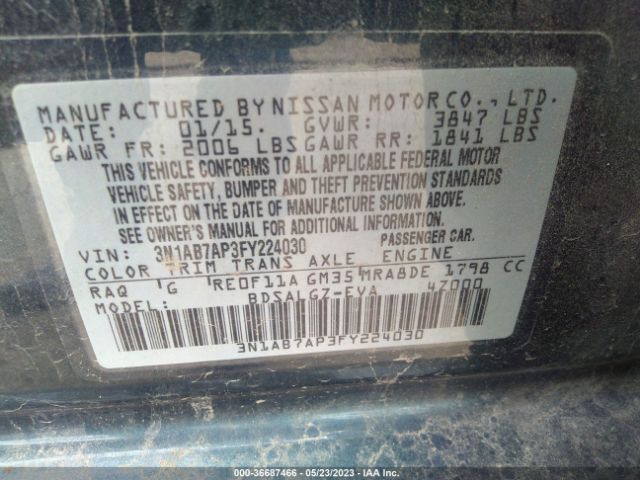 MANUFACTURED BY NISSAN MOTOR CO., LTD.
DATE: 01/15. GVWR: 3847 LBS
GAWR FR: 2006 LBS GAWR RR: 1841 LBS
THIS VEHICLE CONFORMS TO ALL APPLICABLE FEDERAL MOTOR
VEHICLE SAFETY, BUMPER AND THEFT PREVENTION STANDARDS
IN EFFECT ON THE DATE OF MANUFACTURE SHOWN ABOVE.
SEE OWNER'S MANUAL FOR ADDITIONAL INFORMATION.
VIN: 3N1AB7AP3FY224030 PASSENGER CAR.
COLOR TRIM TRANS AXLE ENGINE
RAQ G RE0F11A GM35 MRA8DE 1798 CC
MODEL: BDSALGZ-EVA 4Z000
3N1AB7AP3FY224030
000-36687466 - 05/23/2023 - IAA Inc.